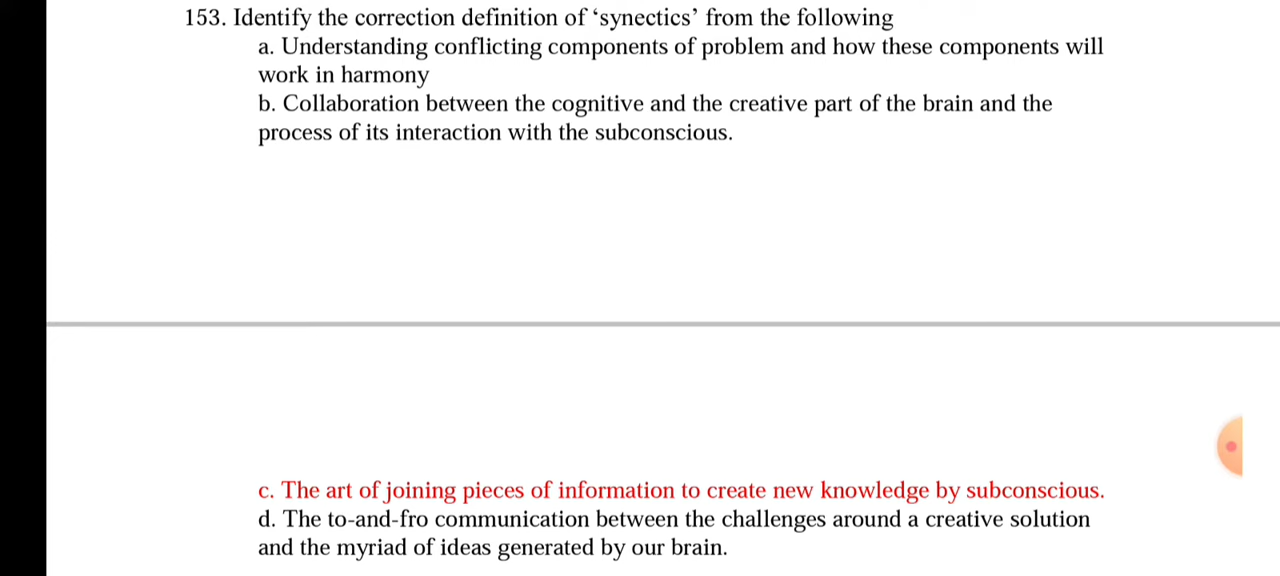 153. Identify the correction definition of ‘synectics’ from the following
a. Understanding conflicting components of problem and how these components will
work in harmony
b. Collaboration between the cognitive and the creative part of the brain and the
process of its interaction with the subconscious.
c. The art of joining pieces of information to create new knowledge by subconscious.
d. The to-and-fro communication between the challenges around a creative solution
and the myriad of ideas generated by our brain.